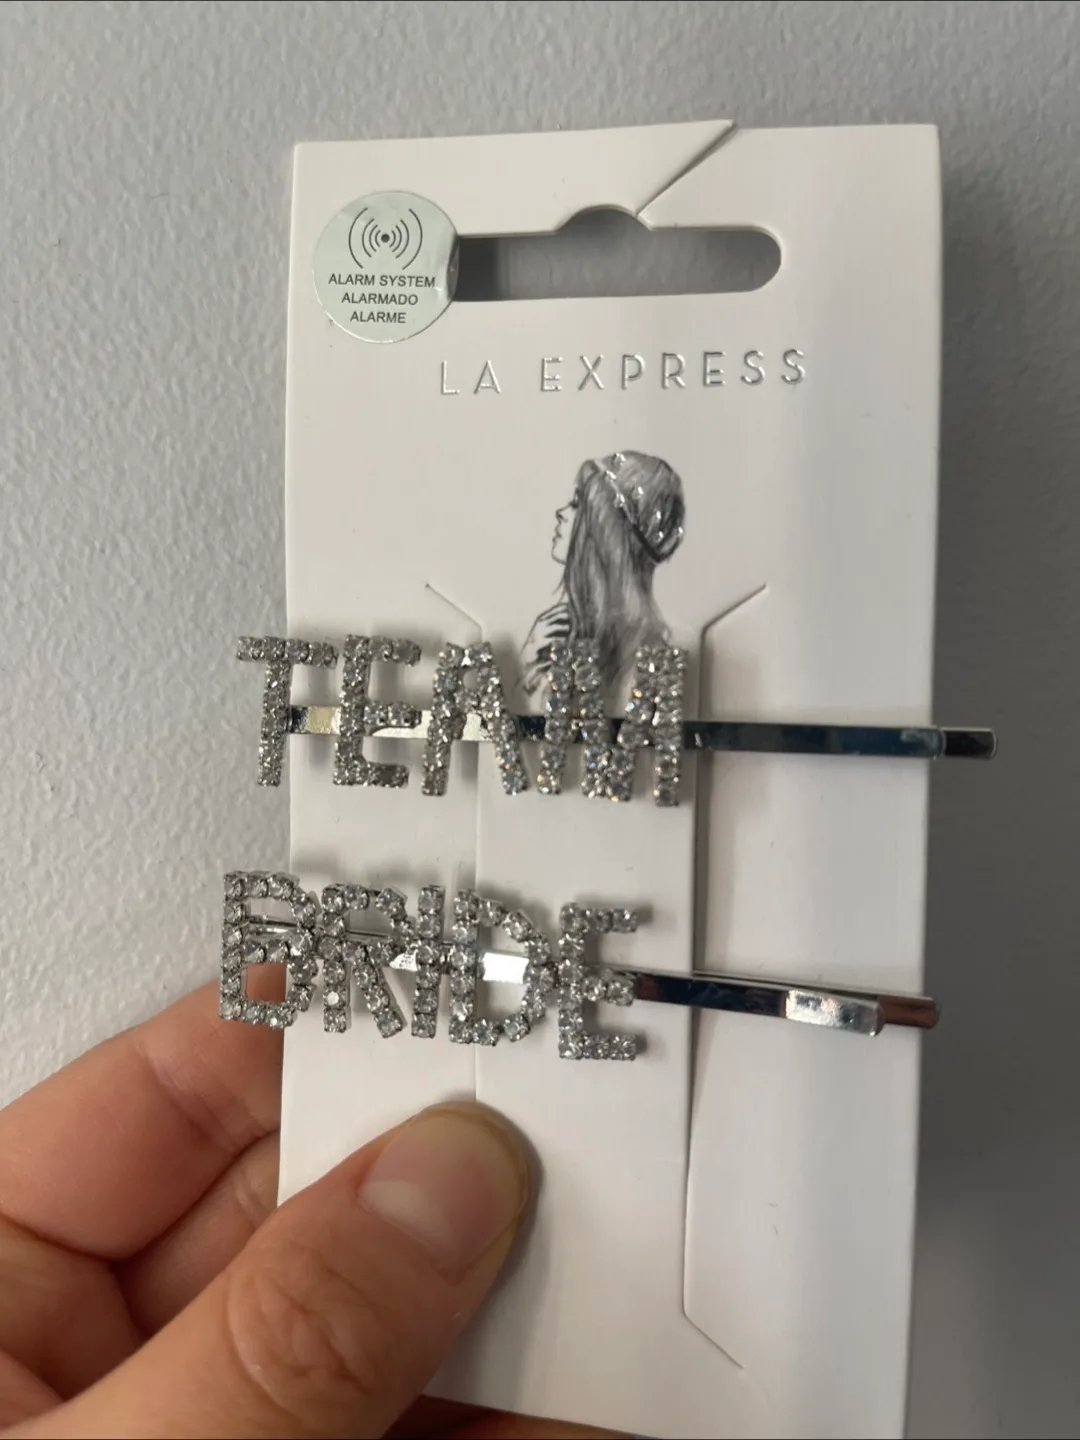 ALARM SYSTEM
ALARMADO
ALARME
LA EXPRESS
TEAM
BRIDE